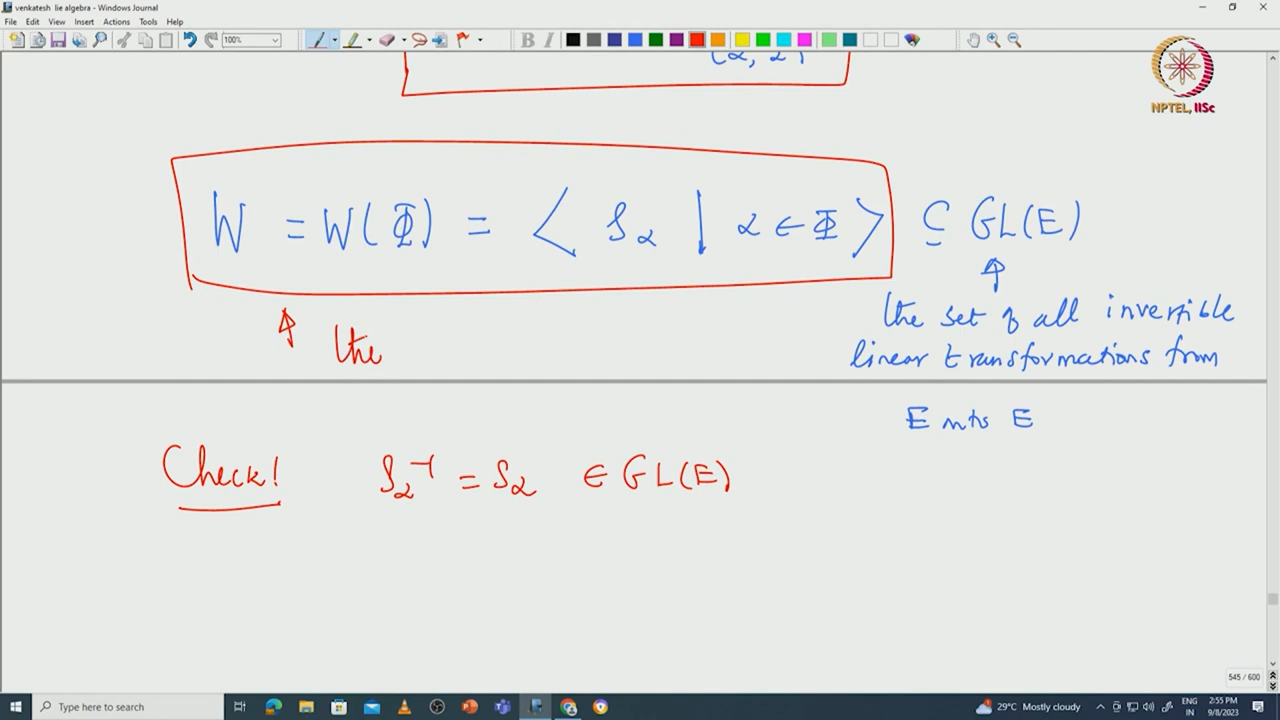 venkatesh lie algebra - Windows Journal
File Edit View Insert Actions Tools Help
100%
B I
NPTEL, IISc
(α, α)
W = W(Φ) = < s_α | α ∈ Φ > ⊆ GL(E)
the set of all invertible
linear transformations from
E into E
the
Check! s_α^{-1} = s_α ∈ GL(E)
545 / 600
Type here to search
29°C Mostly cloudy
ENG
IN
2:55 PM
9/8/2023